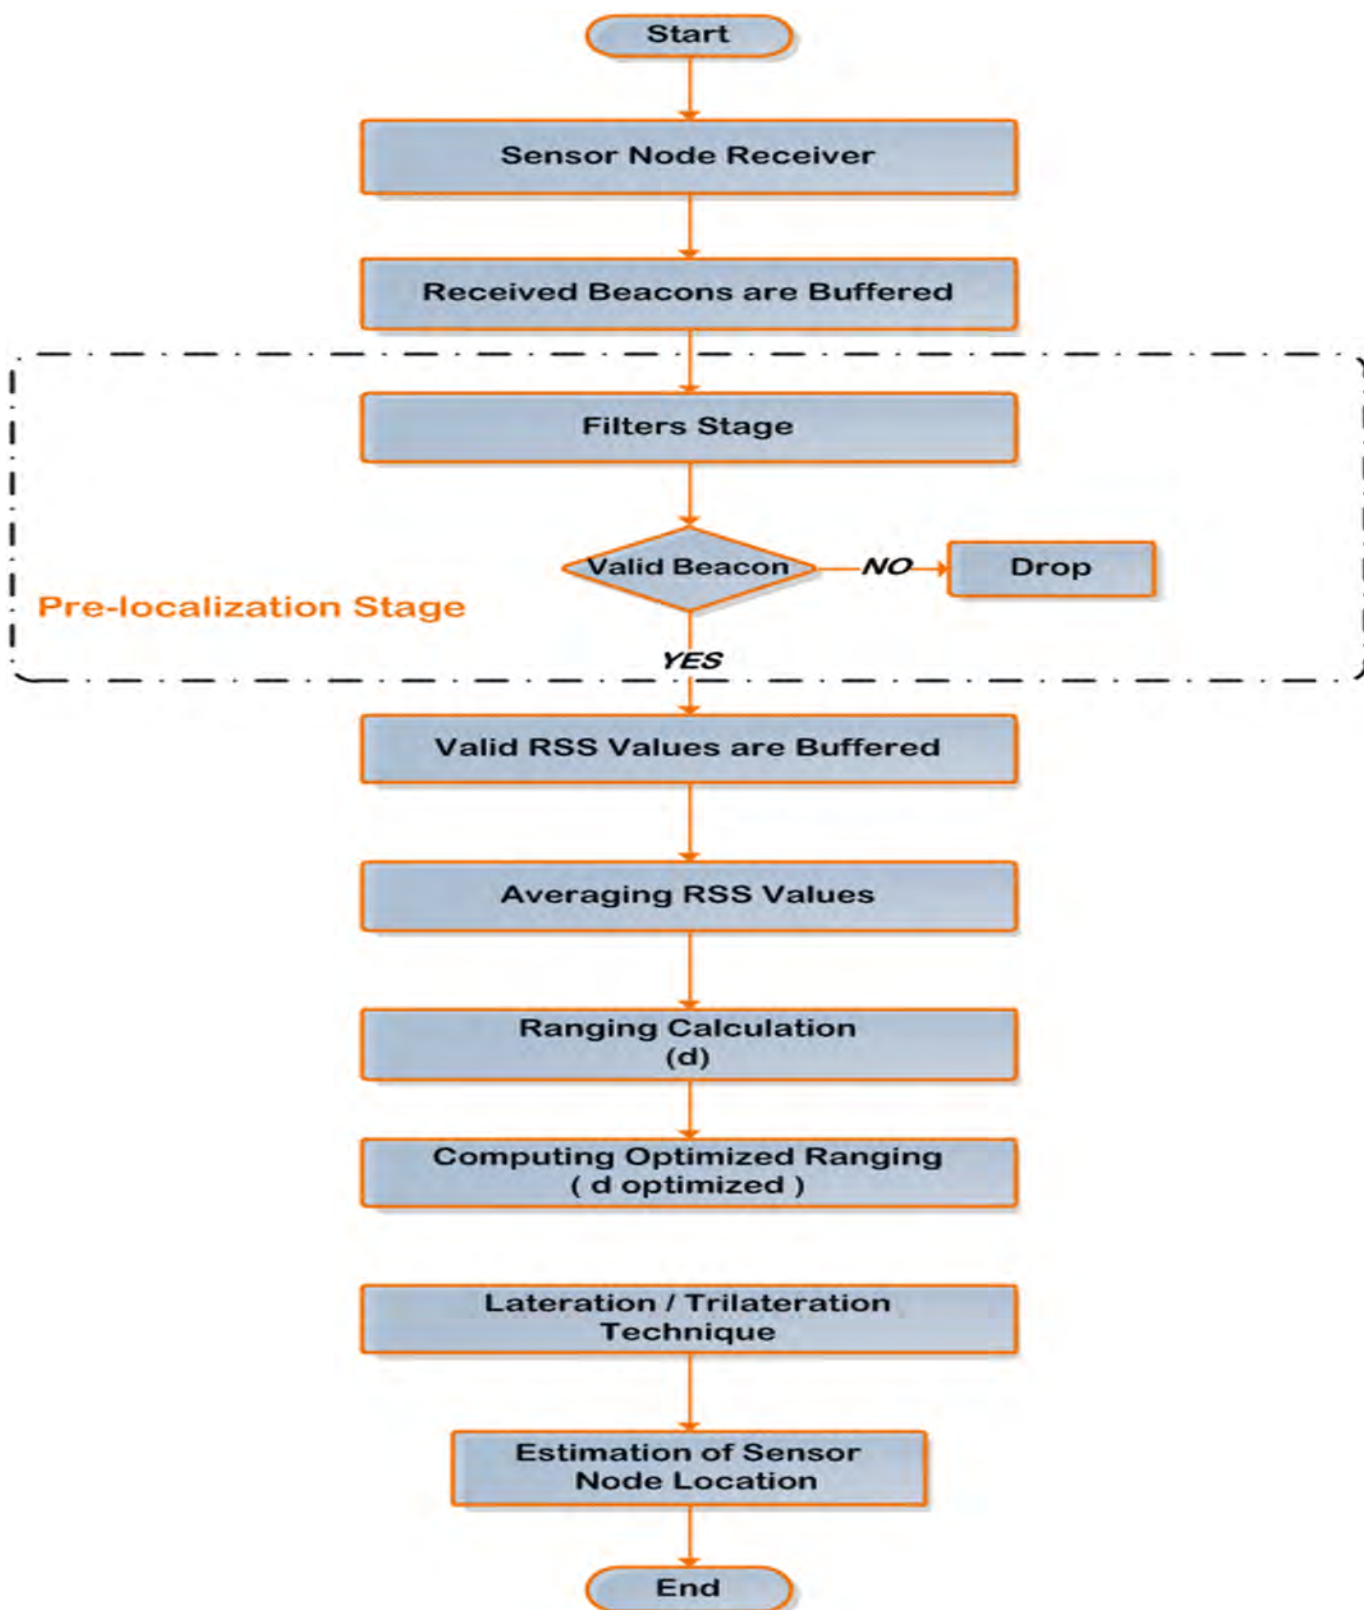 Start
Sensor Node Receiver
Received Beacons are Buffered
Filters Stage
Valid Beacon
NO
Drop
Pre-localization Stage
YES
Valid RSS Values are Buffered
Averaging RSS Values
Ranging Calculation
(d)
Computing Optimized Ranging
( d optimized )
Lateration / Trilateration
Technique
Estimation of Sensor
Node Location
End